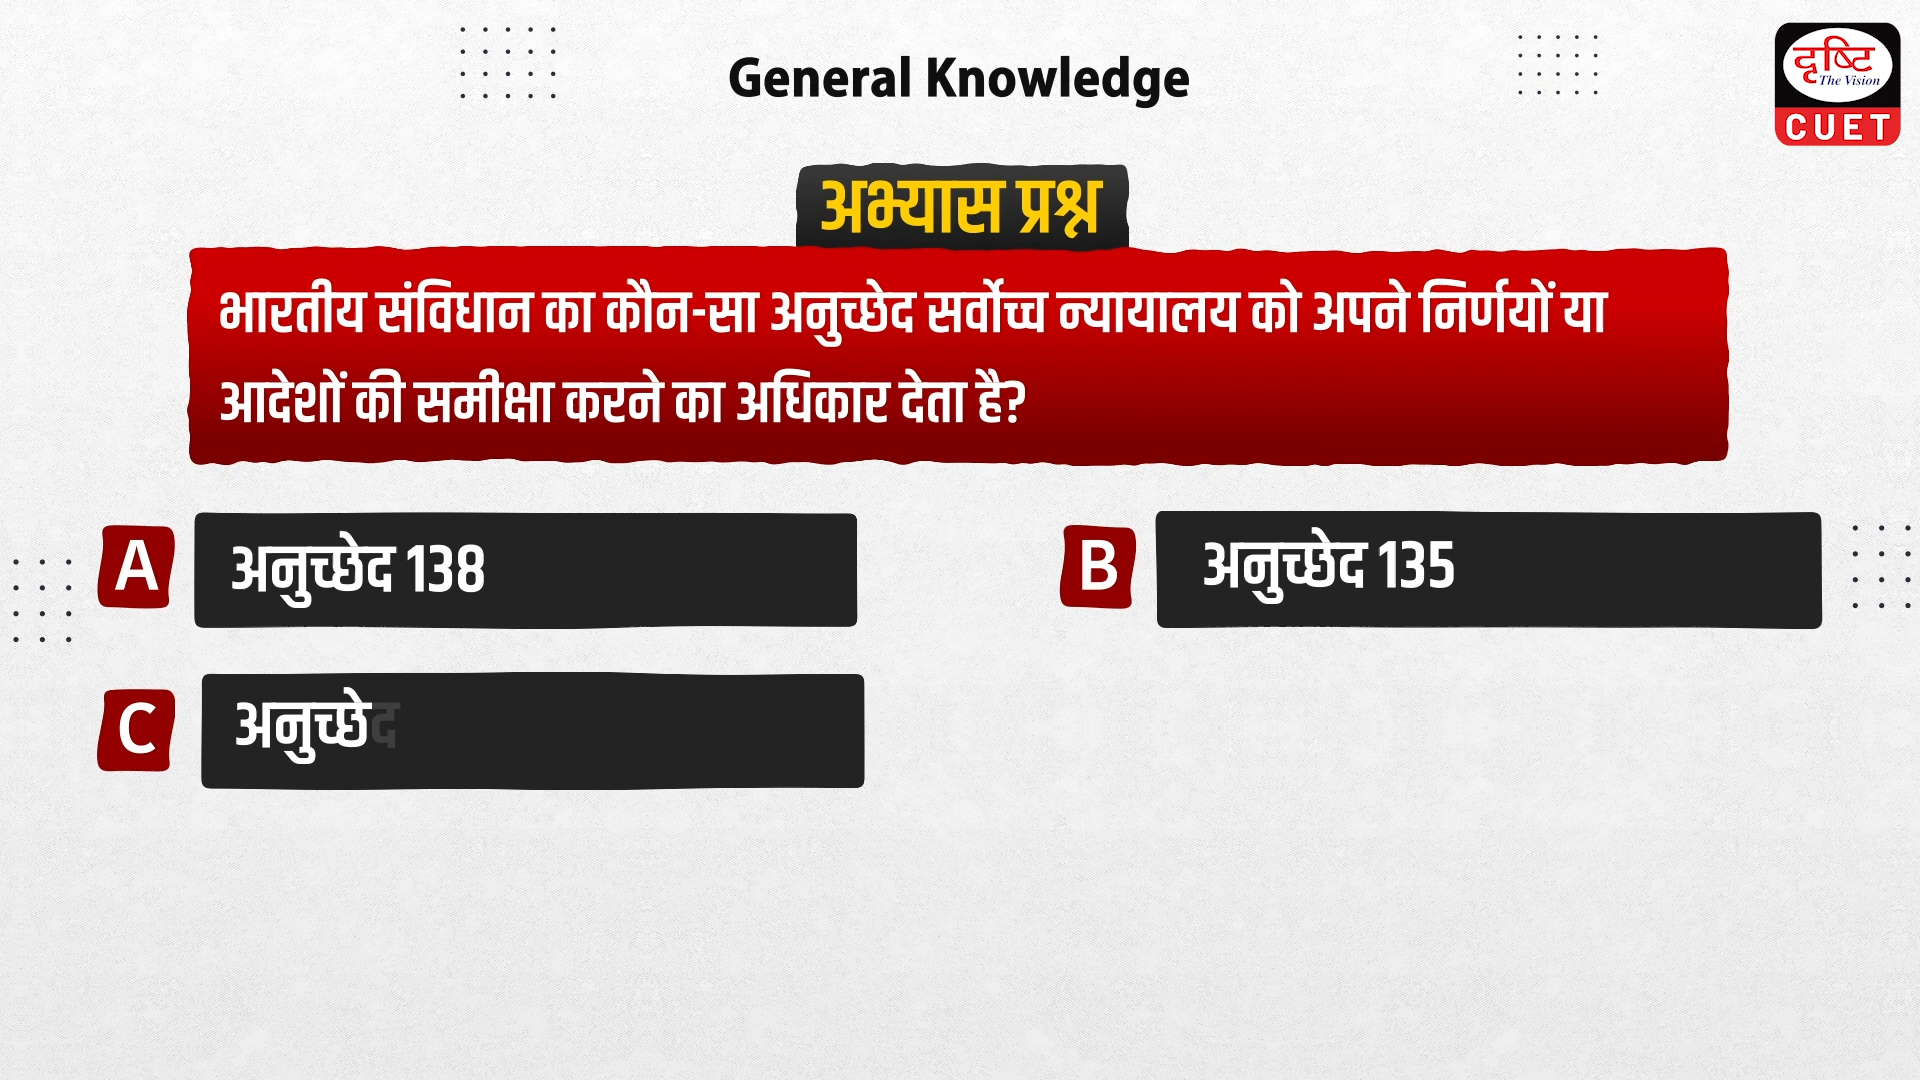 General Knowledge
दृष्टि
The Vision
CUET
अभ्यास प्रश्न
भारतीय संविधान का कौन-सा अनुच्छेद सर्वोच्च न्यायालय को अपने निर्णयों या
आदेशों की समीक्षा करने का अधिकार देता है?
A अनुच्छेद 138
B अनुच्छेद 135
C अनुच्छेद